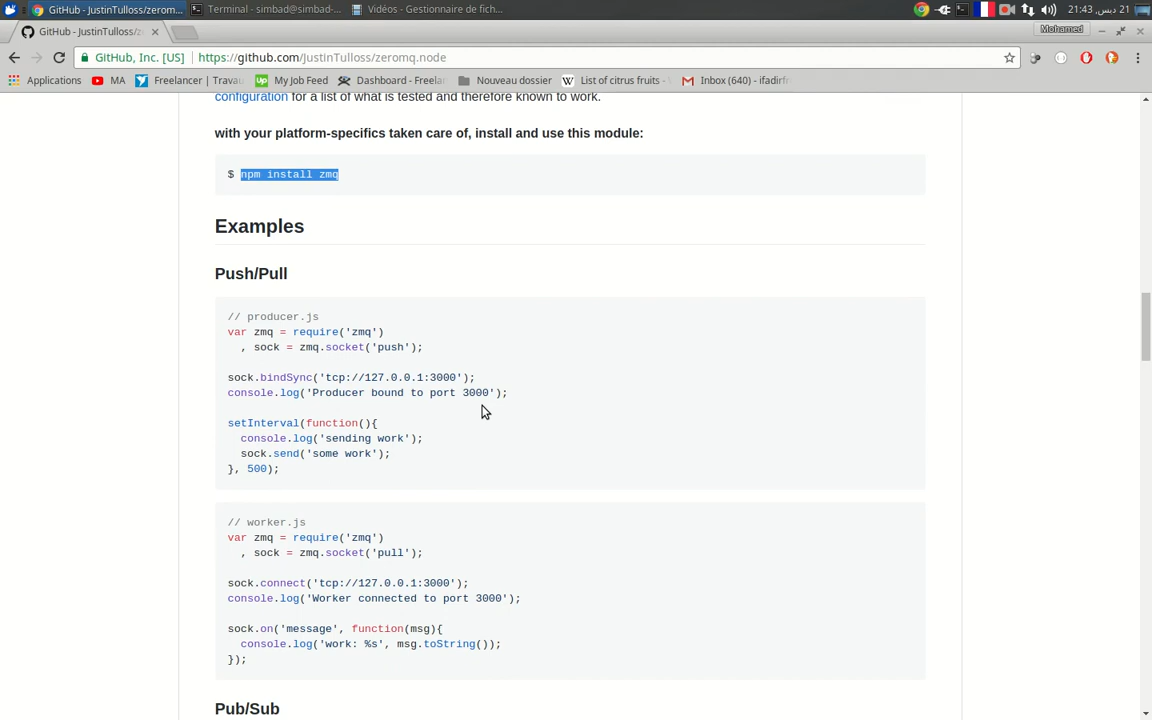 GitHub - JustinTulloss/zerom...
Terminal - simbad@simbad-...
Vidéos - Gestionnaire de fich...
21 دبس, 21:43
GitHub - JustinTulloss/ze
Mohamed
GitHub, Inc. [US]
https://github.com/JustinTulloss/zeromq.node
Applications
MA
Freelancer | Travau
My Job Feed
Dashboard - Freelan
Nouveau dossier
List of citrus fruits -
Inbox (640) - ifadirfr
configuration for a list of what is tested and therefore known to work.
with your platform-specifics taken care of, install and use this module:
$ npm install zmq
Examples
Push/Pull
// producer.js
var zmq = require('zmq')
  , sock = zmq.socket('push');
sock.bindSync('tcp://127.0.0.1:3000');
console.log('Producer bound to port 3000');
setInterval(function(){
  console.log('sending work');
  sock.send('some work');
}, 500);
// worker.js
var zmq = require('zmq')
  , sock = zmq.socket('pull');
sock.connect('tcp://127.0.0.1:3000');
console.log('Worker connected to port 3000');
sock.on('message', function(msg){
  console.log('work: %s', msg.toString());
});
Pub/Sub